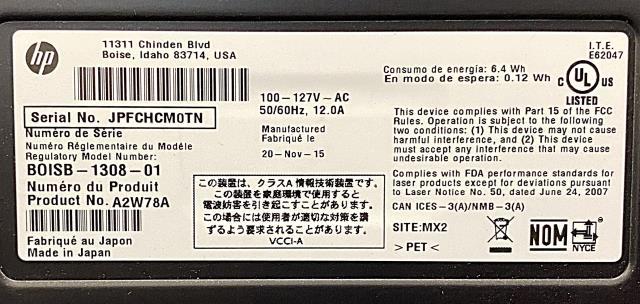 hp
11311 Chinden Blvd
Boise, Idaho 83714, USA
Serial No. JPFCHCM0TN
Número de Série
Numéro Réglementaire du Modéle
Regulatory Model Number:
BOISB-1308-01
Número du Produit
Product No. A2W78A
Fabriqué au Japon
Made in Japan
100-127V-AC
50/60Hz, 12.0A
Manufactured
Fabriqué le
20-Nov-15
この装置は、クラスA 情報技術装置です。
この装置を家庭環境で使用すると
電波妨害を引き起こすことがあります。
この場合には使用者が適切な対策を講
ずるよう要求されることがあります。
VCCI-A
Consumo de energía: 6.4 Wh
En modo de espera: 0.12 Wh
I.T.E.
E62047
C UL US
LISTED
Complies with Part 15 of the FCC
Rules. Operation is subject to the following
two conditions: (1) This device may not cause
harmful interference, and (2) This device
must accept any interference that may cause
undesirable operation.
Complies with FDA performance standards for
laser products except for deviations pursuant
to Laser Notice No. 50, dated June 24, 2007
CAN ICES-3(A)/NMB-3(A)
SITE:MX2
>PET<
NOM
NYCE